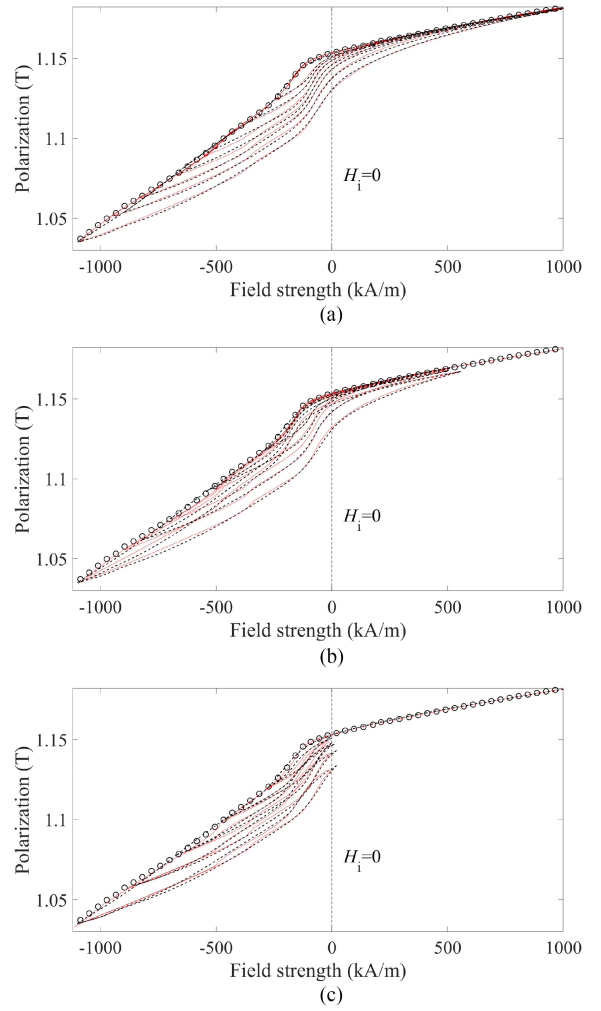 1.15
1.1
1.05
Polarization (T)
H_i=0
-1000 -500 0 500 1000
Field strength (kA/m)
(a)
1.15
1.1
1.05
Polarization (T)
H_i=0
-1000 -500 0 500 1000
Field strength (kA/m)
(b)
1.15
1.1
1.05
Polarization (T)
H_i=0
-1000 -500 0 500 1000
Field strength (kA/m)
(c)